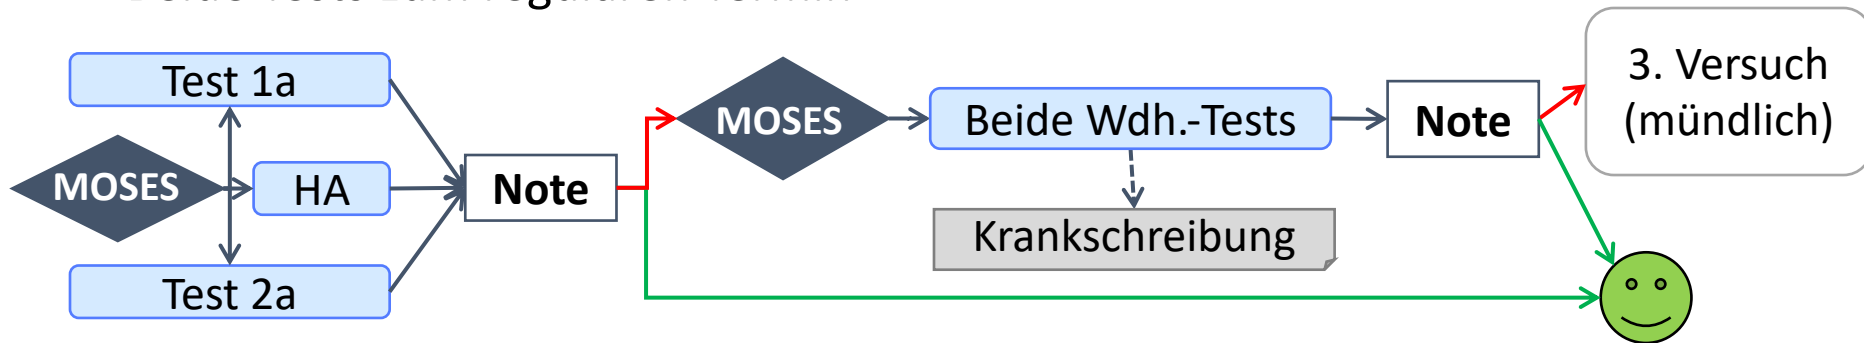 Test 1a
MOSES
HA
Test 2a
Note
MOSES
Beide Wdh.-Tests
Krankschreibung
Note
3. Versuch
(mündlich)